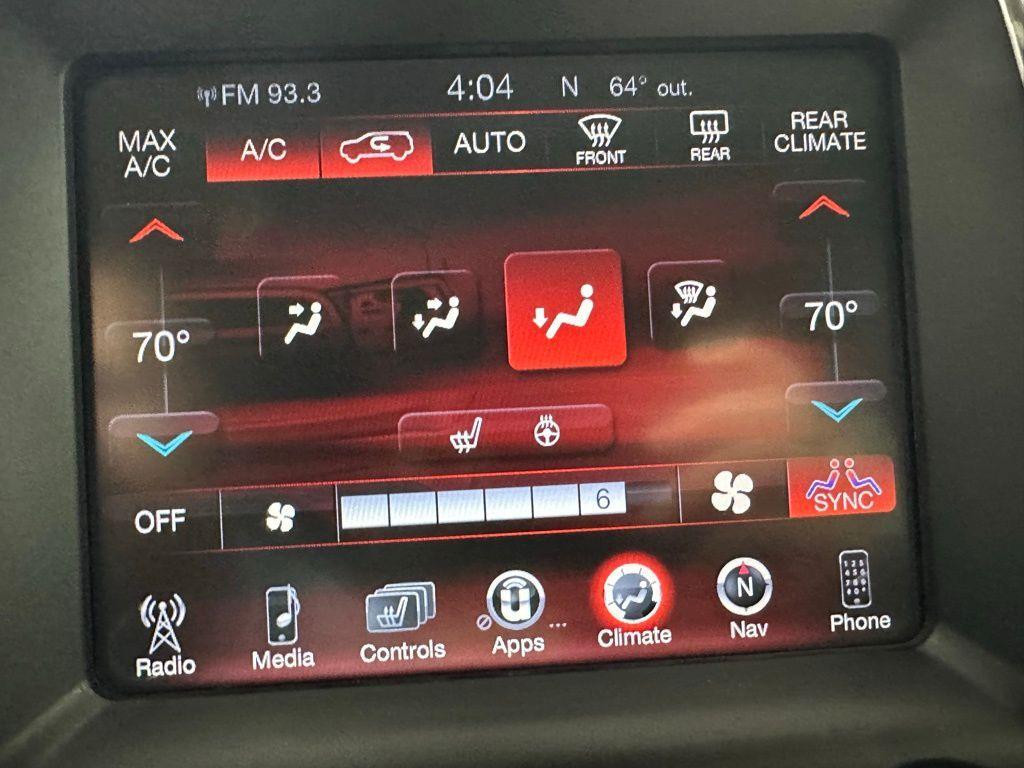 FM 93.3 4:04 N 64° out.
MAX A/C
A/C
AUTO
FRONT
REAR
REAR CLIMATE
70°
70°
OFF
6
SYNC
Radio
Media
Controls
u
Apps
...
Climate
N
Nav
Phone